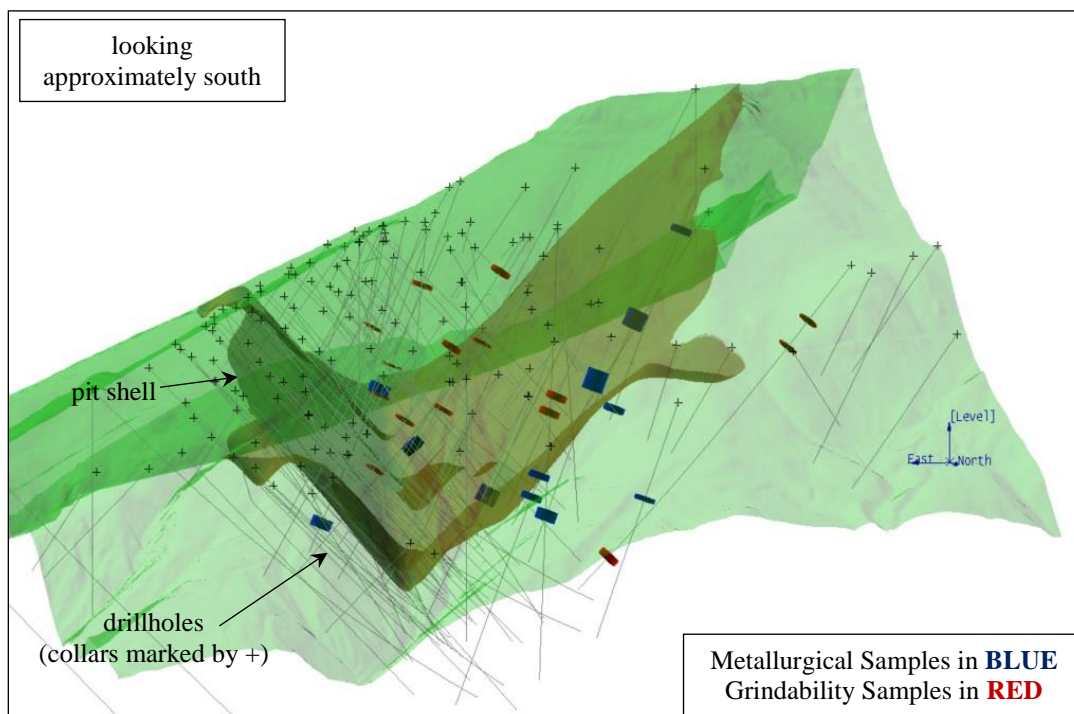 looking
approximately south
pit shell
[Level]
East North
drillholes
(collars marked by +)
Metallurgical Samples in BLUE
Grindability Samples in RED